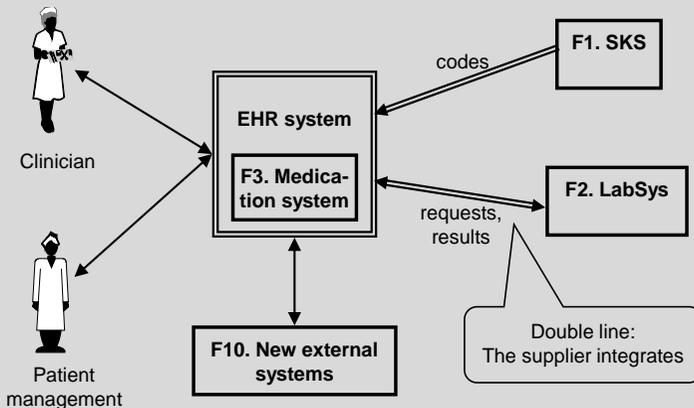 F1. SKS
codes
EHR system
Clinician
F3. Medica-
tion system
F2. LabSys
requests,
results
Double line:
The supplier integrates
F10. New external
systems
Patient
management